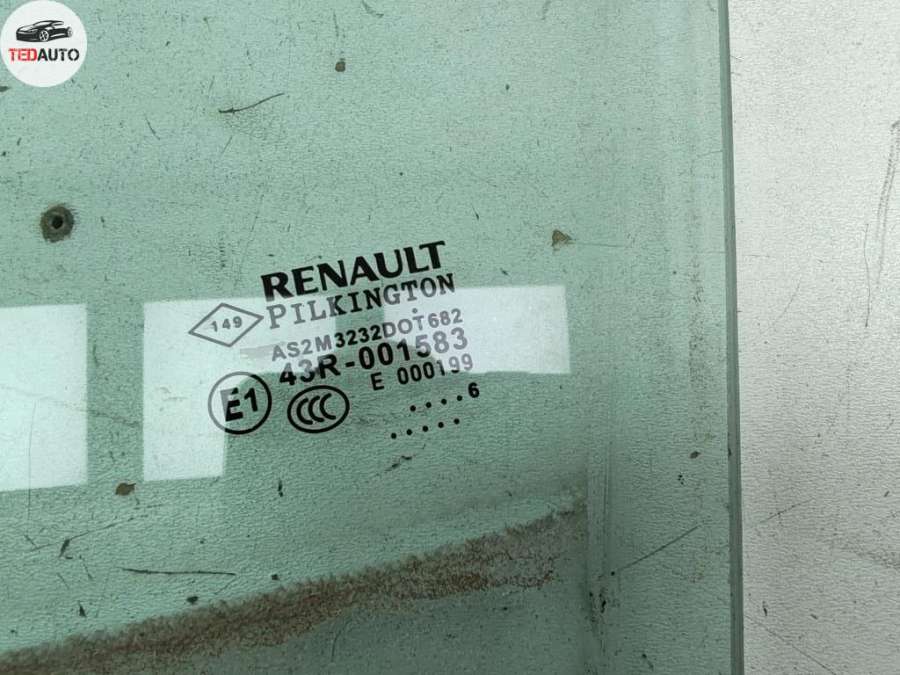 TEDAUTO
RENAULT
149 PILKINGTON
AS2M3232DOT682
43R-001583
E1 CCC E 000199
....6
.....